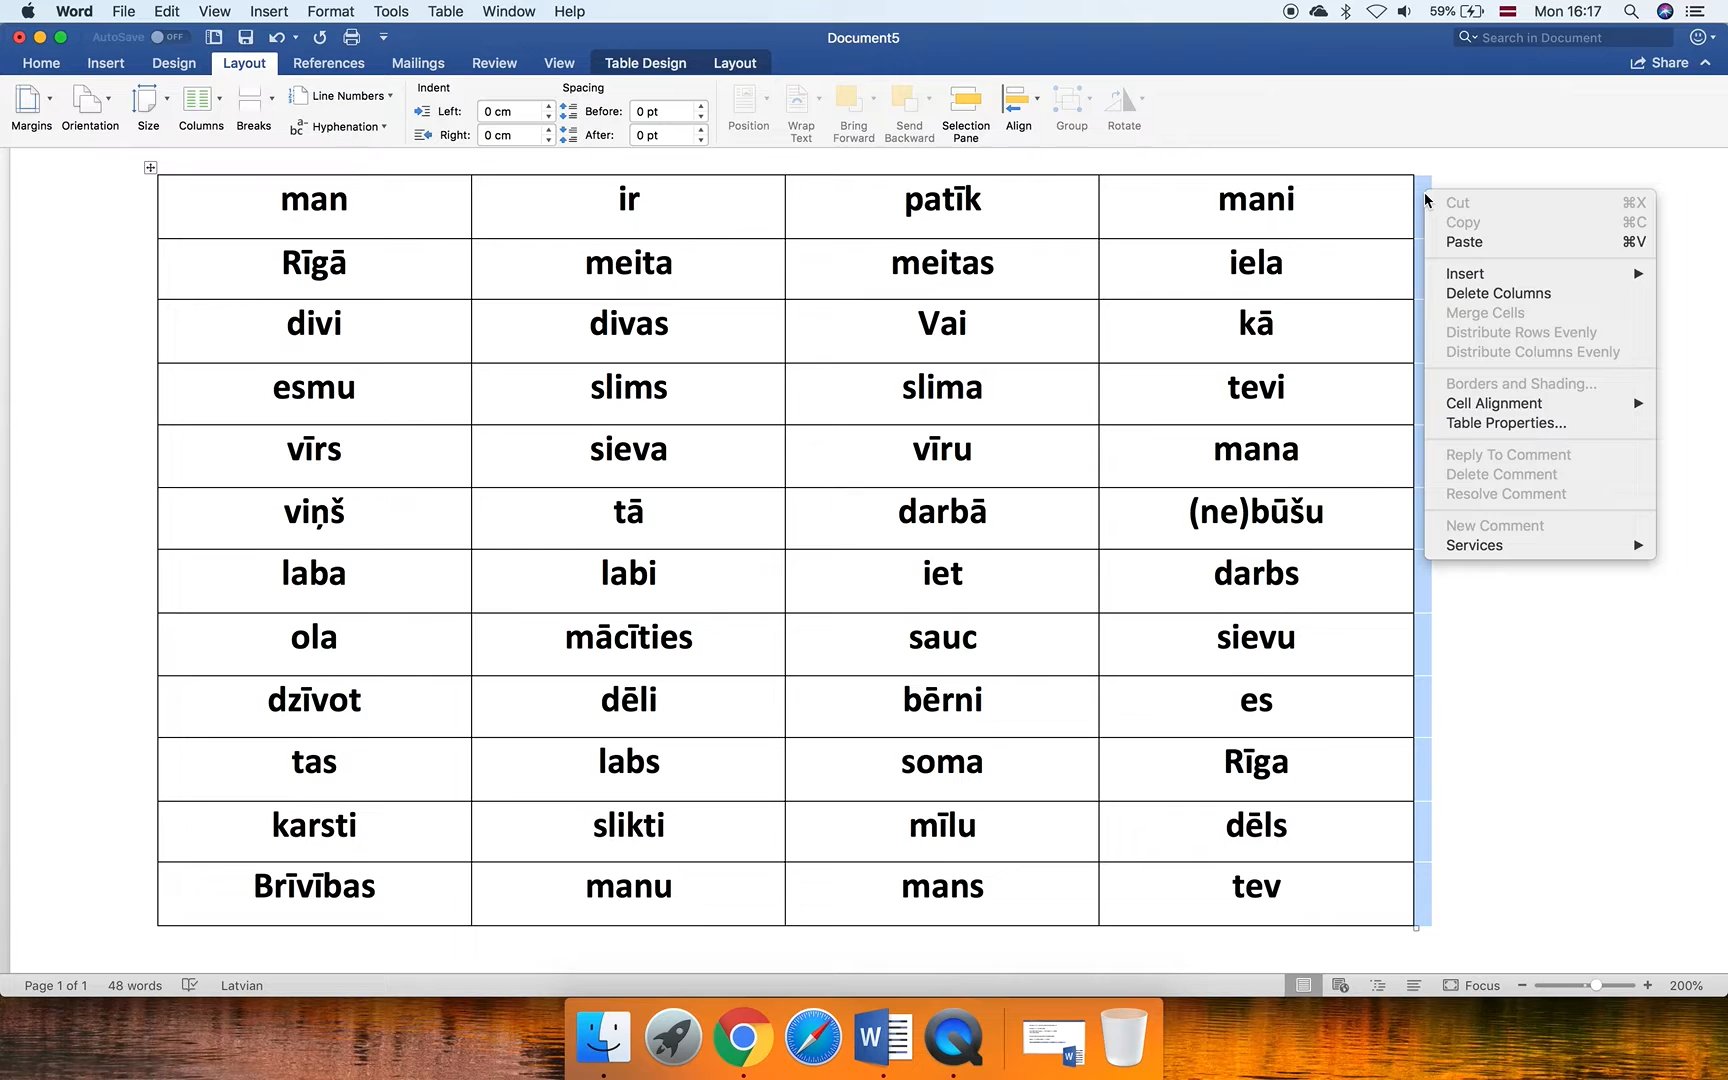 Word File Edit View Insert Format Tools Table Window Help 59% Mon 16:17
AutoSave OFF Document5 Search in Document
Home Insert Design Layout References Mailings Review View Table Design Layout Share
Margins Orientation Size Columns Breaks Line Numbers Hyphenation
Indent Spacing
Left: 0 cm Before: 0 pt
Right: 0 cm After: 0 pt
Position Wrap Text Bring Forward Send Backward Selection Pane Align Group Rotate
man ir patīk mani
Rīgā meita meitas iela
divi divas Vai kā
esmu slims slima tevi
vīrs sieva vīru mana
viņš tā darbā (ne)būšu
laba labi iet darbs
ola mācīties sauc sievu
dzīvot dēli bērni es
tas labs soma Rīga
karsti slikti mīlu dēls
Brīvības manu mans tev
Cut ⌘X
Copy ⌘C
Paste ⌘V
Insert
Delete Columns
Merge Cells
Distribute Rows Evenly
Distribute Columns Evenly
Borders and Shading...
Cell Alignment
Table Properties...
Reply To Comment
Delete Comment
Resolve Comment
New Comment
Services
Page 1 of 1 48 words Latvian Focus 200%